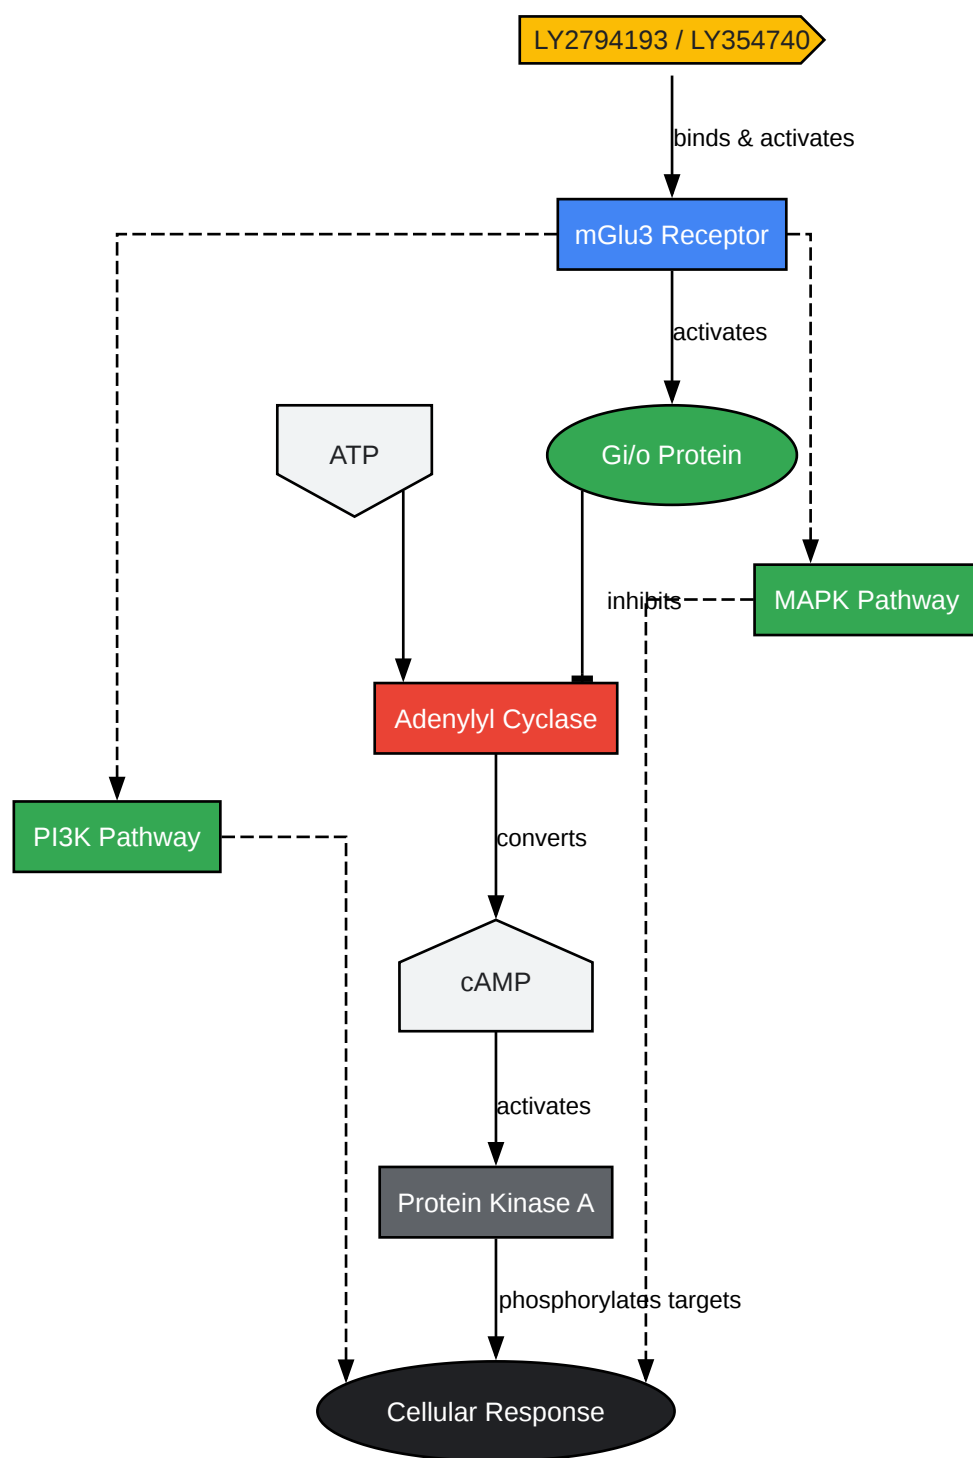 LY2794193 / LY354740
binds & activates
mGlu3 Receptor
activates
ATP
Gi/o Protein
inhibits
MAPK Pathway
Adenylyl Cyclase
PI3K Pathway
converts
cAMP
activates
Protein Kinase A
phosphorylates targets
Cellular Response